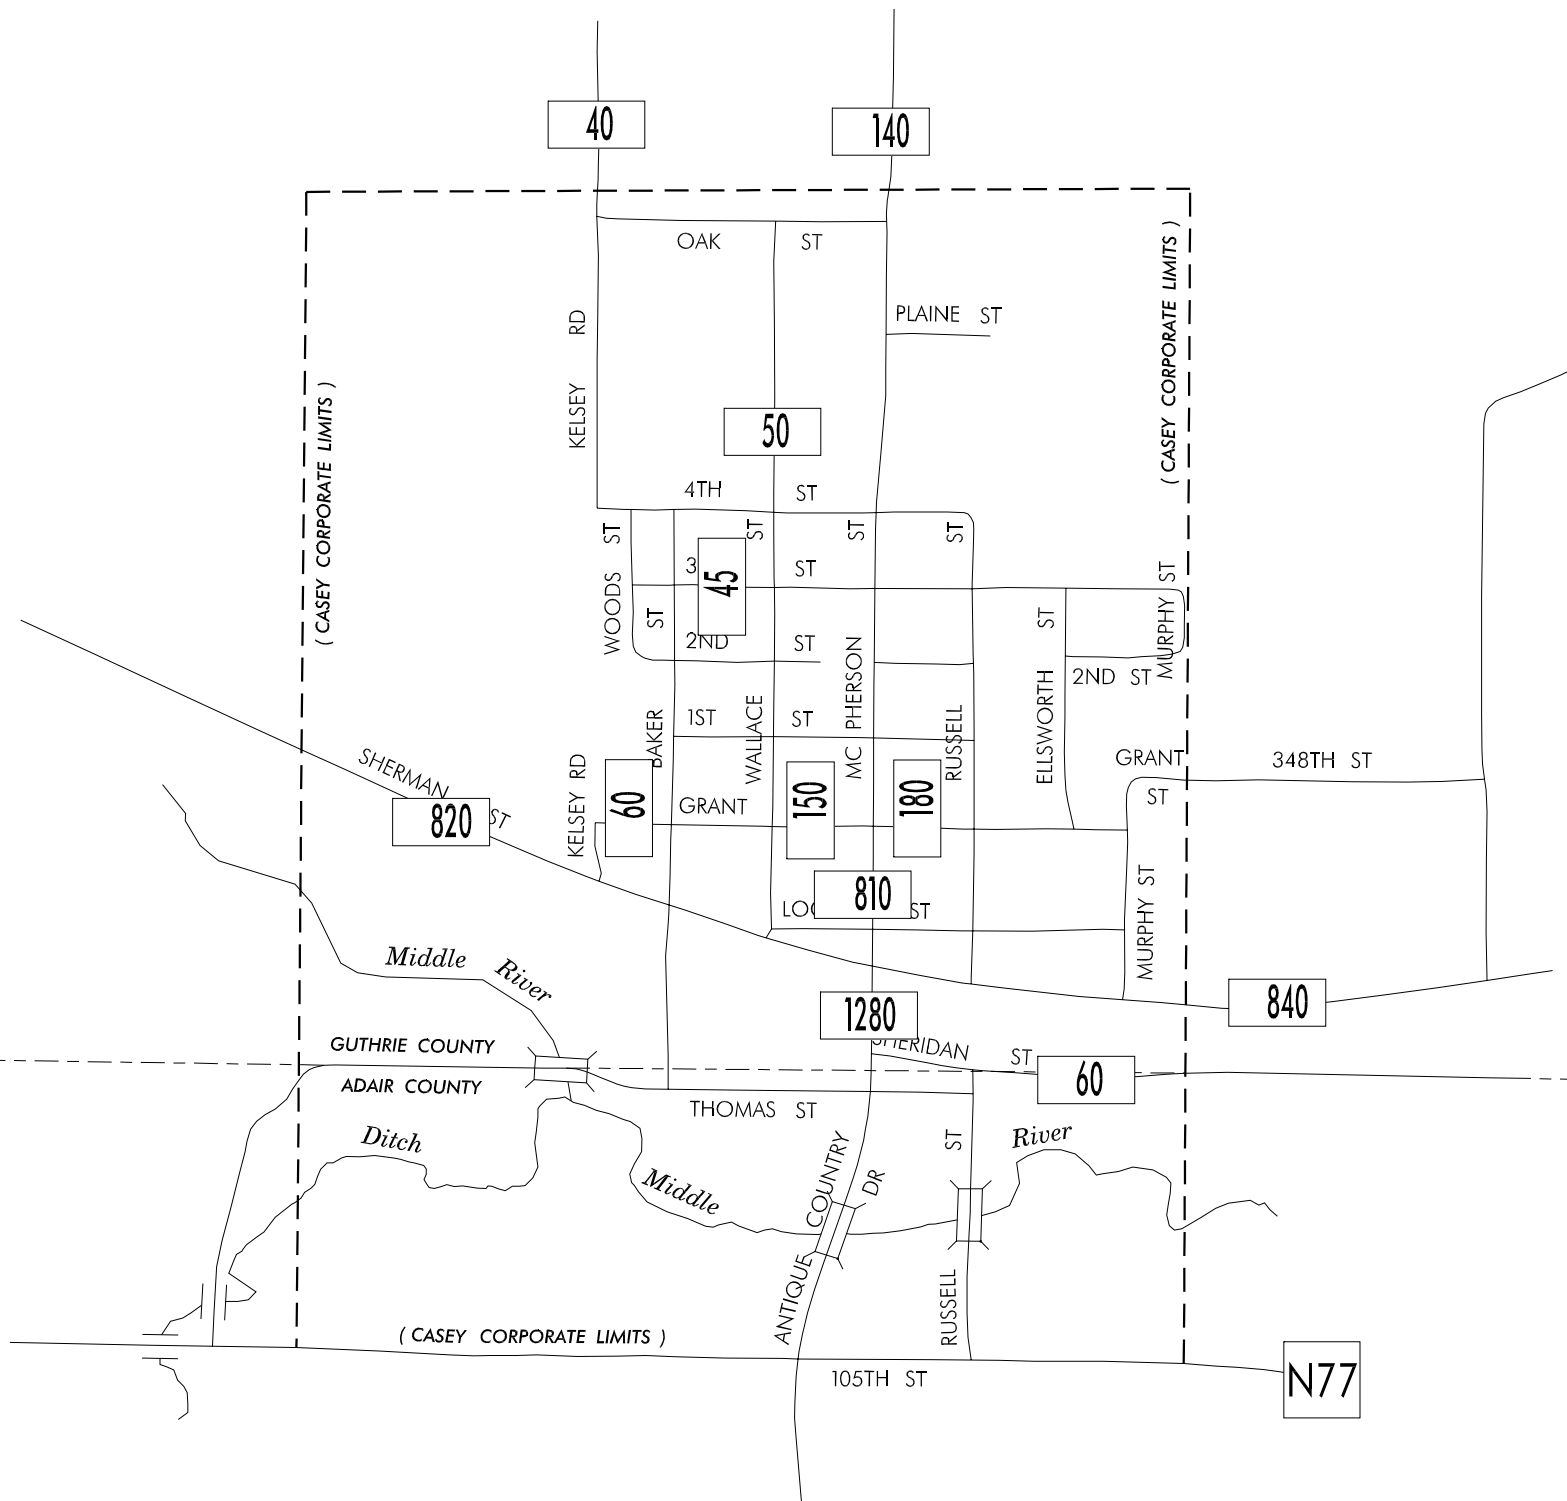 40
140
OAK ST
KELSEY RD
PLAINE ST
( CASEY CORPORATE LIMITS )
( CASEY CORPORATE LIMITS )
50
4TH ST
WOODS ST
BAKER ST
WALLACE ST
MC PHERSON ST
RUSSELL ST
3 ST
45
2ND ST
ELLSWORTH ST
MURPHY ST
2ND ST
1ST ST
SHERMAN ST
820
KELSEY RD
60
GRANT
150
180
GRANT ST
348TH ST
810
ST
MURPHY ST
Middle River
840
1280
GUTHRIE COUNTY
ADAIR COUNTY
SHERIDAN ST
60
THOMAS ST
Ditch
Middle River
ANTIQUE COUNTRY DR
RUSSELL ST
( CASEY CORPORATE LIMITS )
105TH ST
N77